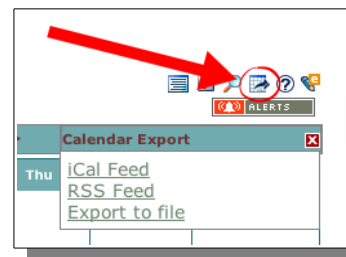 ALERTS
Calendar Export
Thu
iCal Feed
RSS Feed
Export to file